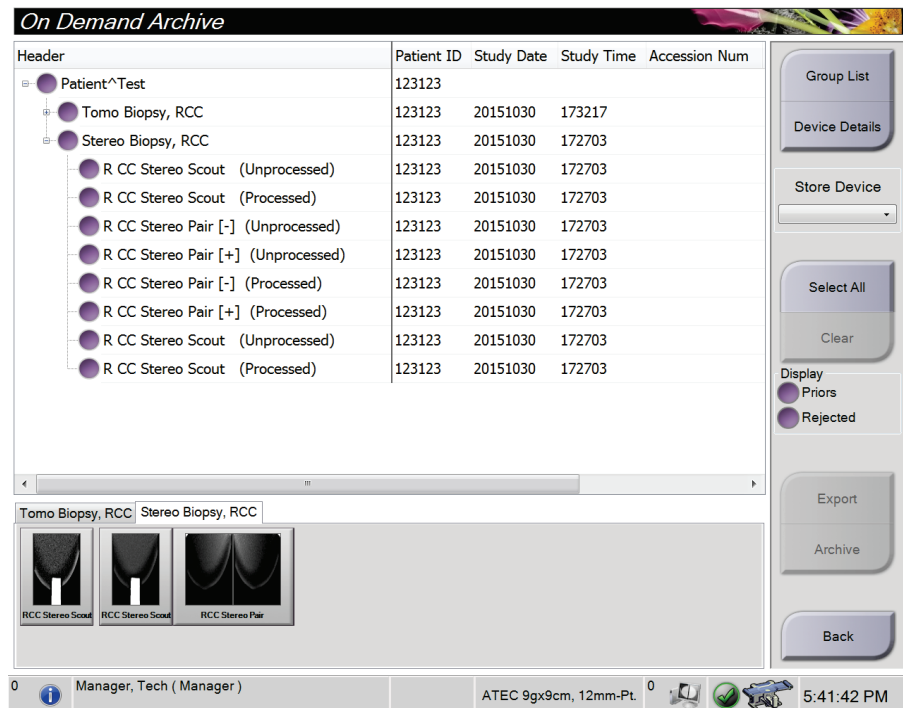 On Demand Archive
Header Patient ID Study Date Study Time Accession Num
Patient^Test 123123
Tomo Biopsy, RCC 123123 20151030 173217
Stereo Biopsy, RCC 123123 20151030 172703
R CC Stereo Scout (Unprocessed) 123123 20151030 172703
R CC Stereo Scout (Processed) 123123 20151030 172703
R CC Stereo Pair [-] (Unprocessed) 123123 20151030 172703
R CC Stereo Pair [+] (Unprocessed) 123123 20151030 172703
R CC Stereo Pair [-] (Processed) 123123 20151030 172703
R CC Stereo Pair [+] (Processed) 123123 20151030 172703
R CC Stereo Scout (Unprocessed) 123123 20151030 172703
R CC Stereo Scout (Processed) 123123 20151030 172703
Group List
Device Details
Store Device
Select All
Clear
Display
Priors
Rejected
Export
Archive
Back
Tomo Biopsy, RCC Stereo Biopsy, RCC
RCC Stereo Scout RCC Stereo Scout RCC Stereo Pair
0 Manager, Tech ( Manager ) ATEC 9gx9cm, 12mm-Pt. 0 5:41:42 PM